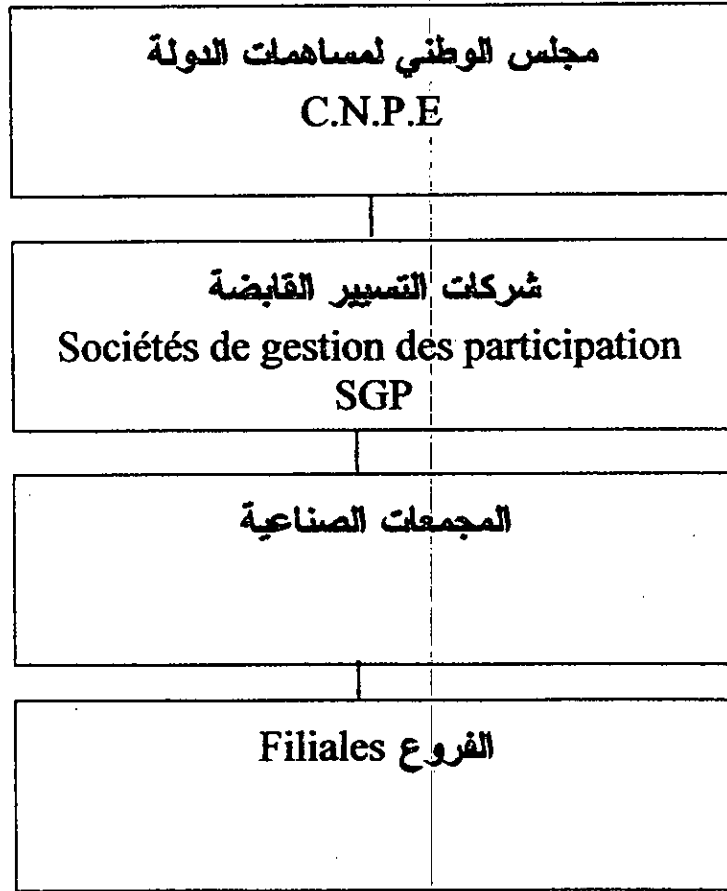 مجلس الوطني لمساهمات الدولة
C.N.P.E
شركات التسيير القابضة
Sociétés de gestion des participation
SGP
المجمعات الصناعية
الفروع Filiales